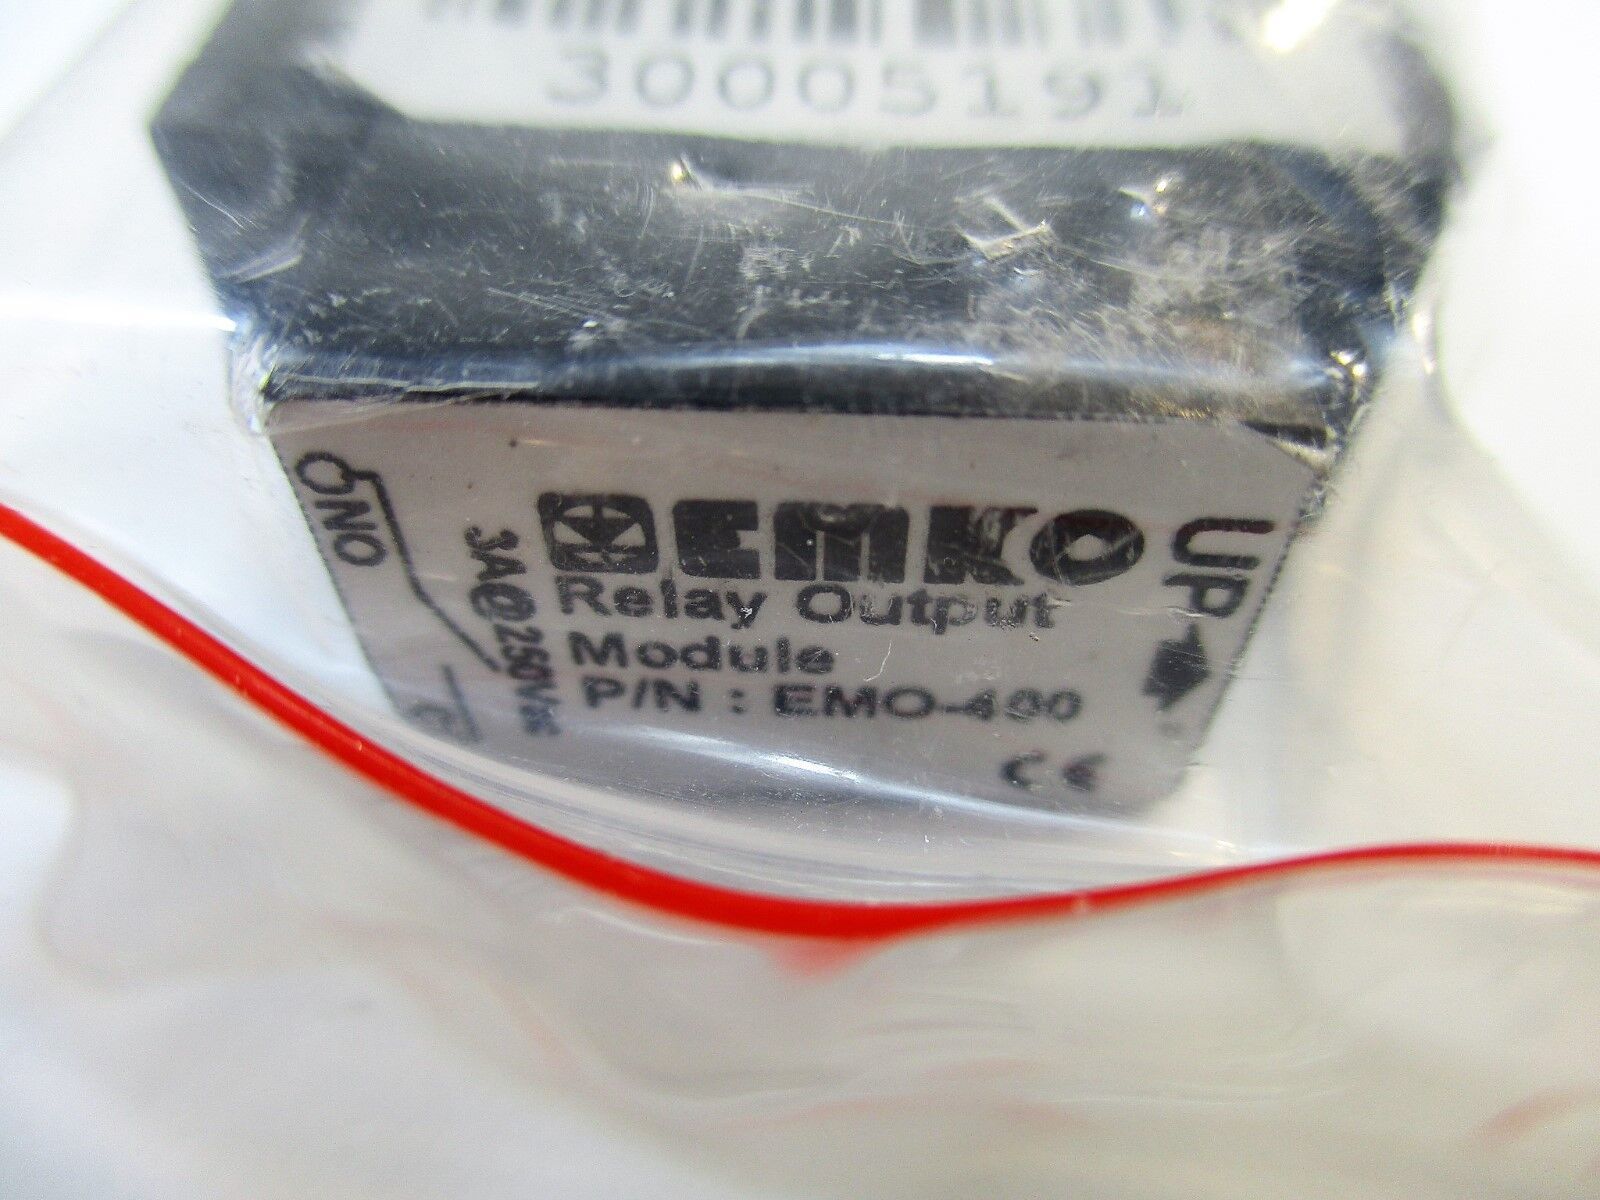 30005191
EMKO
Relay Output
Module
P/N : EMO-400
CE
UP
NO
3A@250Vac
C